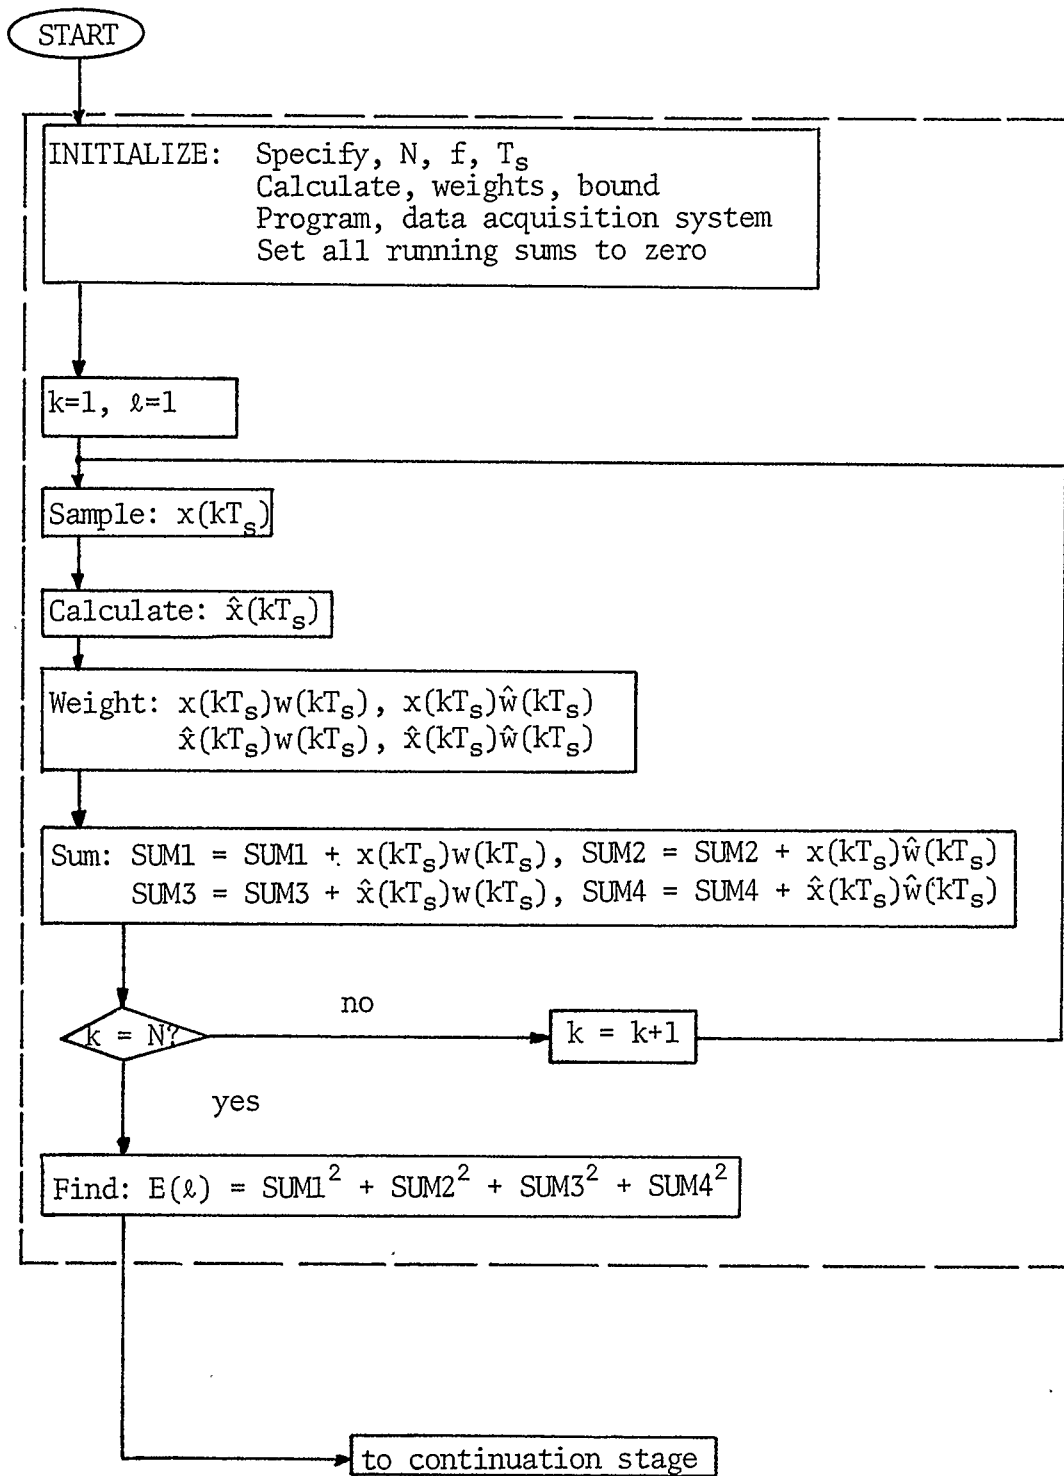 START
INITIALIZE: Specify, N, f, Tₛ
Calculate, weights, bound
Program, data acquisition system
Set all running sums to zero
k=1, ℓ=1
Sample: x(kTₛ)
Calculate: x̂(kTₛ)
Weight: x(kTₛ)w(kTₛ), x(kTₛ)ŵ(kTₛ)
x̂(kTₛ)w(kTₛ), x̂(kTₛ)ŵ(kTₛ)
Sum: SUM1 = SUM1 + x(kTₛ)w(kTₛ), SUM2 = SUM2 + x(kTₛ)ŵ(kTₛ)
SUM3 = SUM3 + x̂(kTₛ)w(kTₛ), SUM4 = SUM4 + x̂(kTₛ)ŵ(kTₛ)
no
k = N?
k = k+1
yes
Find: E(ℓ) = SUM1² + SUM2² + SUM3² + SUM4²
to continuation stage